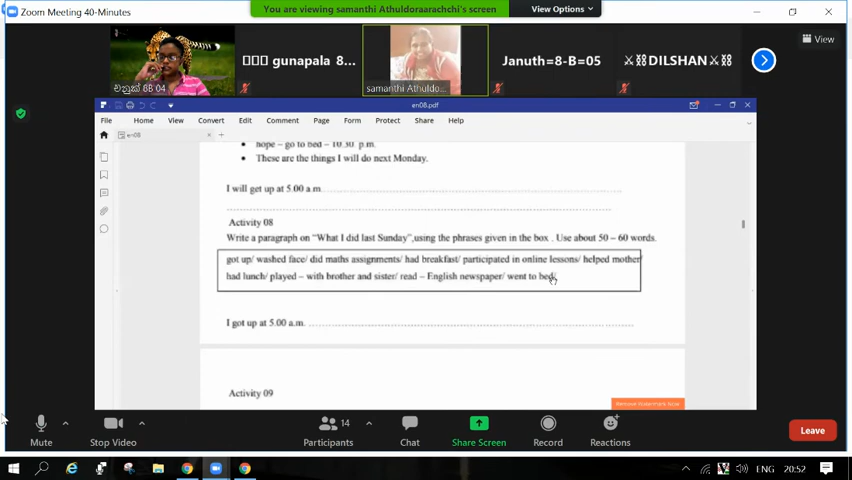 Zoom Meeting 40-Minutes
You are viewing samanthi Athuldoraarachchi's screen
View Options
View
එනුක් 8B 04
gunapala 8...
samanthi Athuldo...
Januth=8-B=05
DILSHAN
en08.pdf
File Home View Convert Edit Comment Page Form Protect Share Help
en08
hope – go to bed – 10.30 p.m.
These are the things I will do next Monday.
I will get up at 5.00 a.m
Activity 08
Write a paragraph on "What I did last Sunday",using the phrases given in the box . Use about 50 – 60 words.
got up/ washed face/ did maths assignments/ had breakfast/ participated in online lessons/ helped mother/
had lunch/ played – with brother and sister/ read – English newspaper/ went to bed/
I got up at 5.00 a.m.
Activity 09
Remove Watermark Now
14
Mute Stop Video Participants Chat Share Screen Record Reactions Leave
ENG 20:52